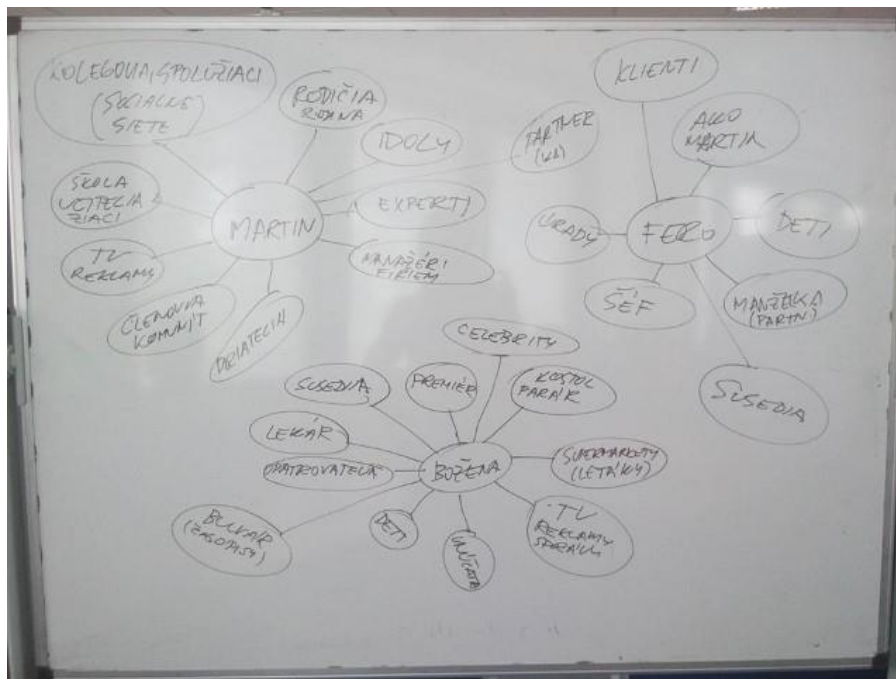 KOLEGOVIA, SPOLUŽIACI
(SOCIÁLNE
SIETE)
RODIČIA
RODINA
IDOLY
PARTNER
(KA)
EXPERTI
MANAŽÉRI
FIRIEM
PRIATELIA
ČLENOVIA
KOMUNÍT
TV
REKLAMY
ŠKOLA
UČITELIA
ŽIACI
MARTIN
KLIENTI
AKO
MARTIN
DETI
MANŽELKA
(PARTN)
SUSEDIA
ŠÉF
ÚRADY
FERO
CELEBRITY
PREMIÉR
KOSTOL
FARÁR
SUSEDIA
LEKÁR
OPATROVATEĽKA
BOŽENA
SUPERMARKETY
(LETÁKY)
TV
REKLAMY
SPRÁVY
VNÚČATÁ
DETI
BULVÁR
(ČASOPISY)